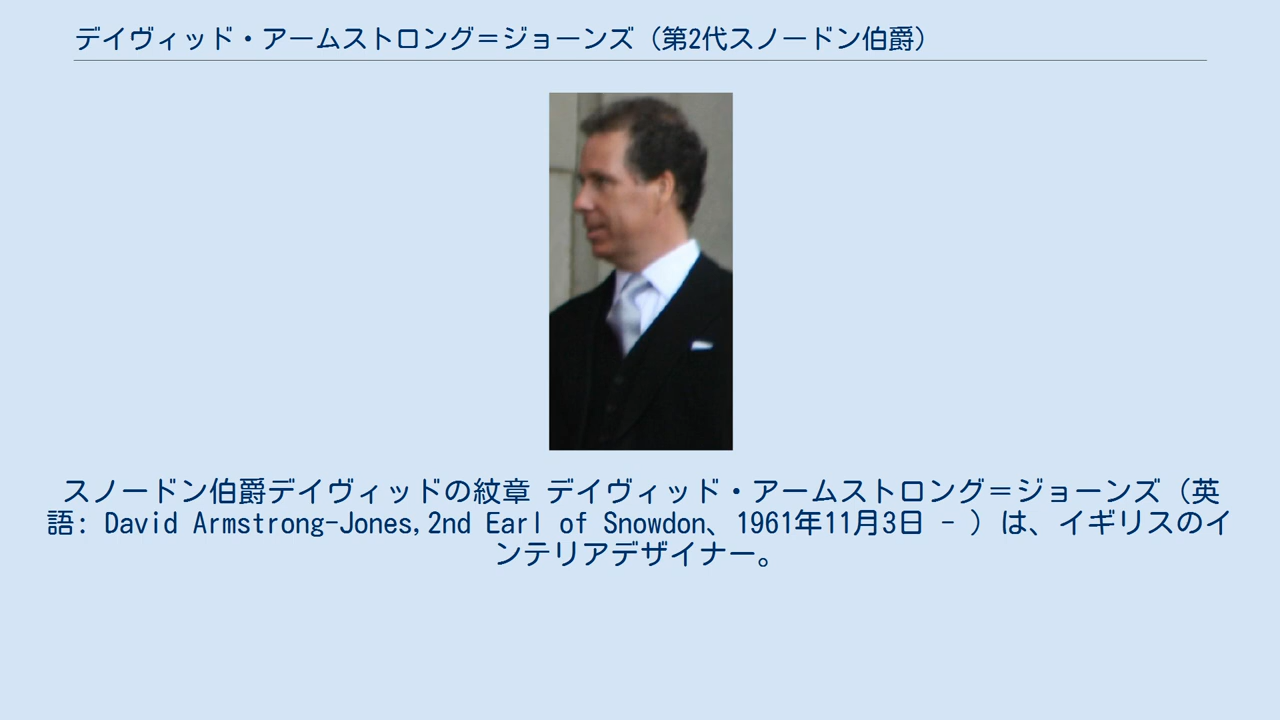 デイヴィッド・アームストロング＝ジョーンズ（第2代スノードン伯爵）
スノードン伯爵デイヴィッドの紋章 デイヴィッド・アームストロング＝ジョーンズ（英
語: David Armstrong-Jones,2nd Earl of Snowdon、1961年11月3日 - ）は、イギリスのイ
ンテリアデザイナー。